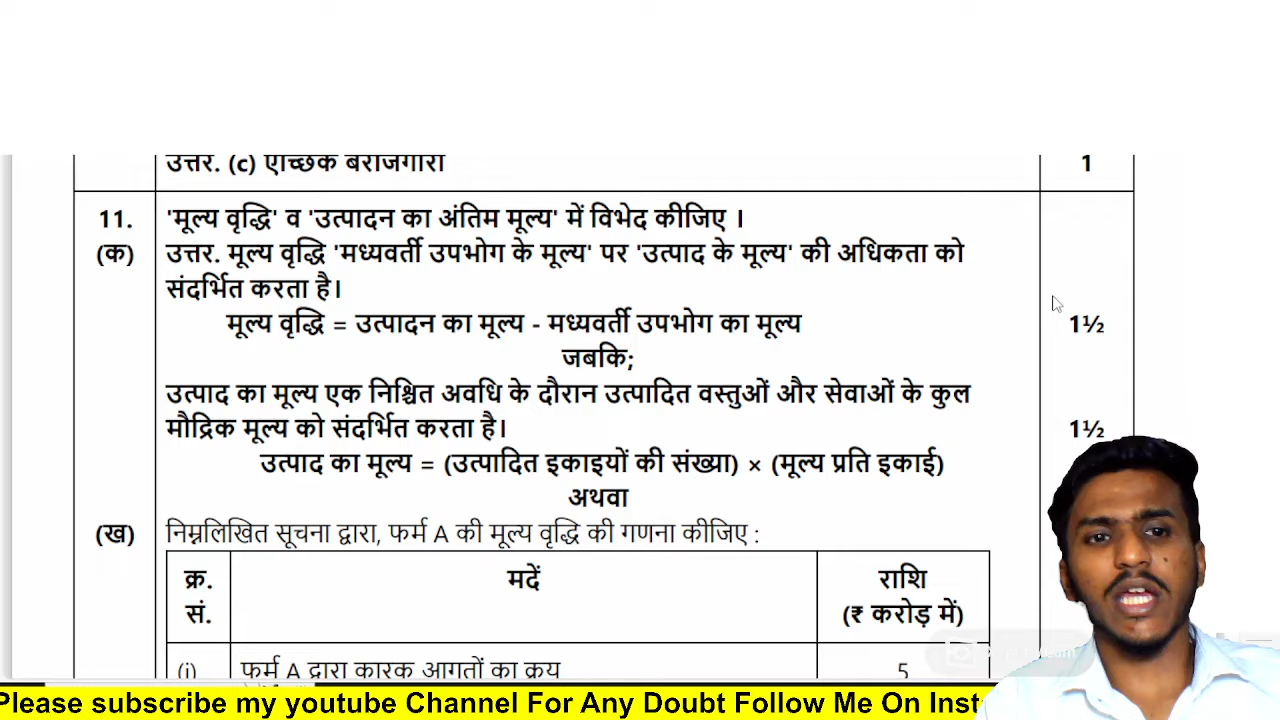 उत्तर. (c) ऐच्छिक बेरोजगारी
1
11.
'मूल्य वृद्धि' व 'उत्पादन का अंतिम मूल्य' में विभेद कीजिए ।
(क)
उत्तर. मूल्य वृद्धि 'मध्यवर्ती उपभोग के मूल्य' पर 'उत्पाद के मूल्य' की अधिकता को
संदर्भित करता है।
मूल्य वृद्धि = उत्पादन का मूल्य - मध्यवर्ती उपभोग का मूल्य
1½
जबकि;
उत्पाद का मूल्य एक निश्चित अवधि के दौरान उत्पादित वस्तुओं और सेवाओं के कुल
मौद्रिक मूल्य को संदर्भित करता है।
1½
उत्पाद का मूल्य = (उत्पादित इकाइयों की संख्या) × (मूल्य प्रति इकाई)
अथवा
(ख)
निम्नलिखित सूचना द्वारा, फर्म A की मूल्य वृद्धि की गणना कीजिए :
क्र.
सं.
मदें
राशि
(₹ करोड़ में)
(i)
फर्म A द्वारा कारक आगतों का क्रय
5
Please subscribe my youtube Channel For Any Doubt Follow Me On Inst